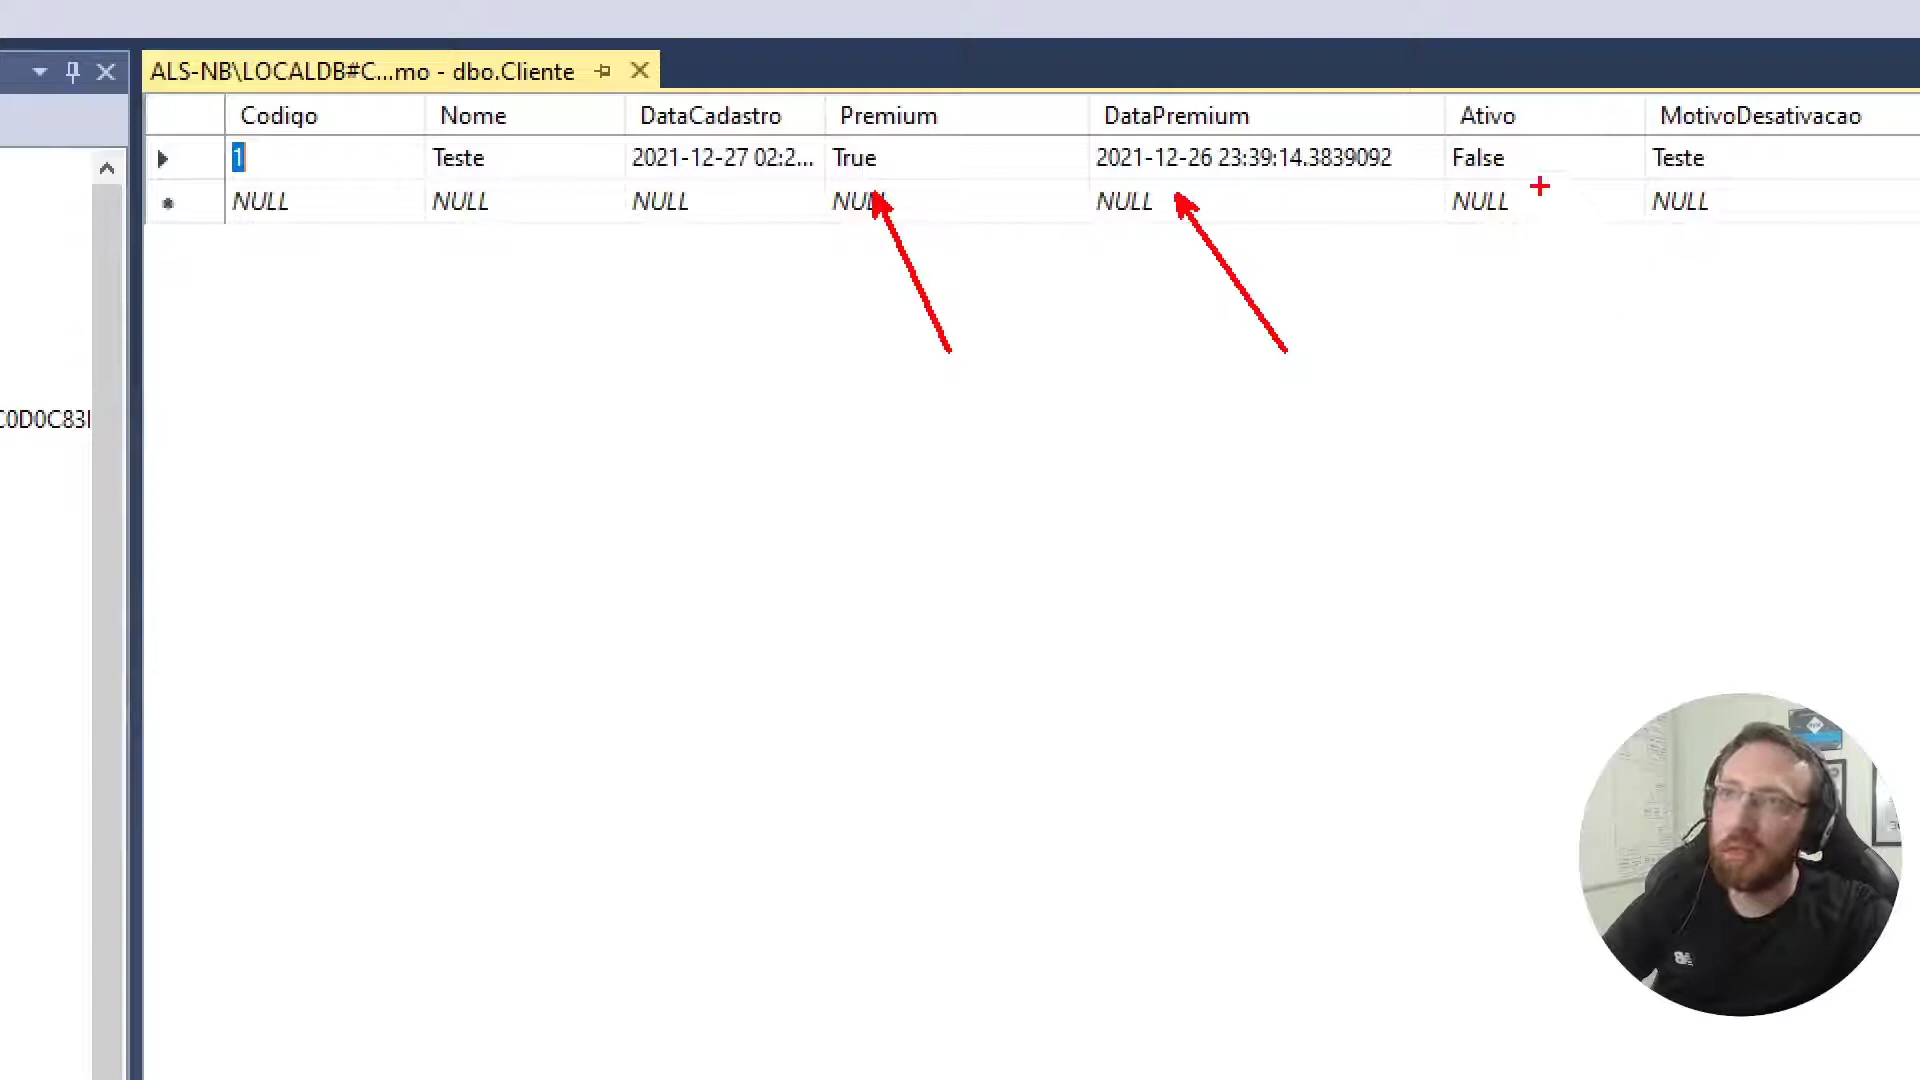 ALS-NB\LOCALDB#C...mo - dbo.Cliente
Codigo Nome DataCadastro Premium DataPremium Ativo MotivoDesativacao
1 Teste 2021-12-27 02:2... True 2021-12-26 23:39:14.3839092 False Teste
NULL NULL NULL NULL NULL NULL NULL
C0D0C83